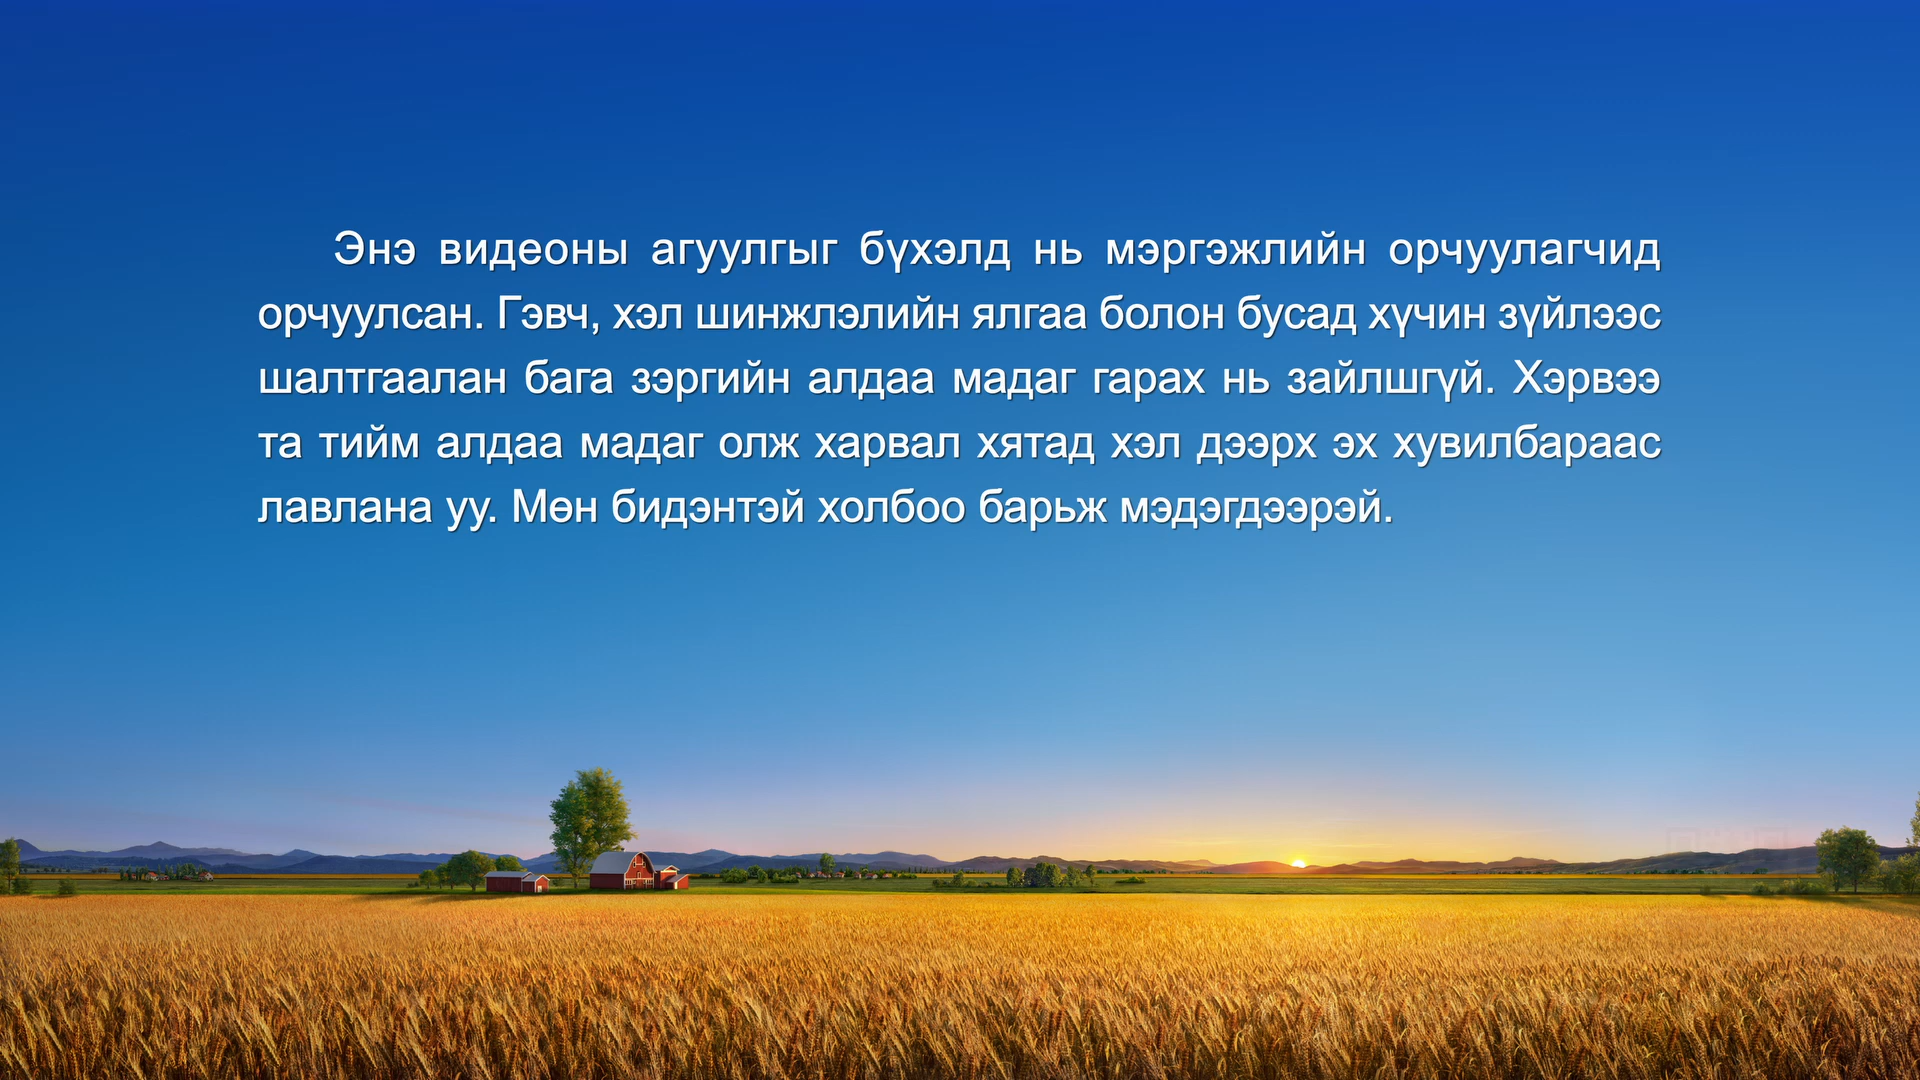 Энэ видеоны агуулгыг бүхэлд нь мэргэжлийн орчуулагчид
орчуулсан. Гэвч, хэл шинжлэлийн ялгаа болон бусад хүчин зүйлээс
шалтгаалан бага зэргийн алдаа мадаг гарах нь зайлшгүй. Хэрвээ
та тийм алдаа мадаг олж харвал хятад хэл дээрх эх хувилбараас
лавлана уу. Мөн бидэнтэй холбоо барьж мэдэгдээрэй.